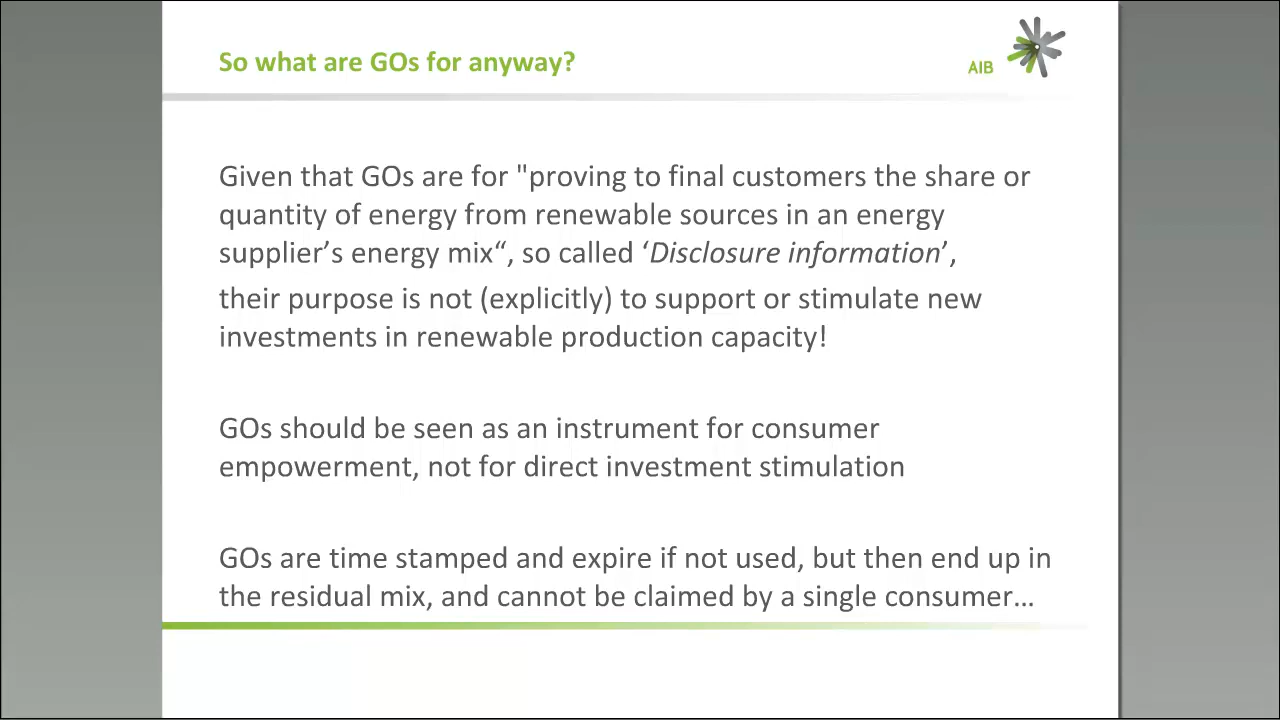 So what are GOs for anyway?
AIB
Given that GOs are for "proving to final customers the share or
quantity of energy from renewable sources in an energy
supplier’s energy mix“, so called ‘Disclosure information’,
their purpose is not (explicitly) to support or stimulate new
investments in renewable production capacity!
GOs should be seen as an instrument for consumer
empowerment, not for direct investment stimulation
GOs are time stamped and expire if not used, but then end up in
the residual mix, and cannot be claimed by a single consumer…